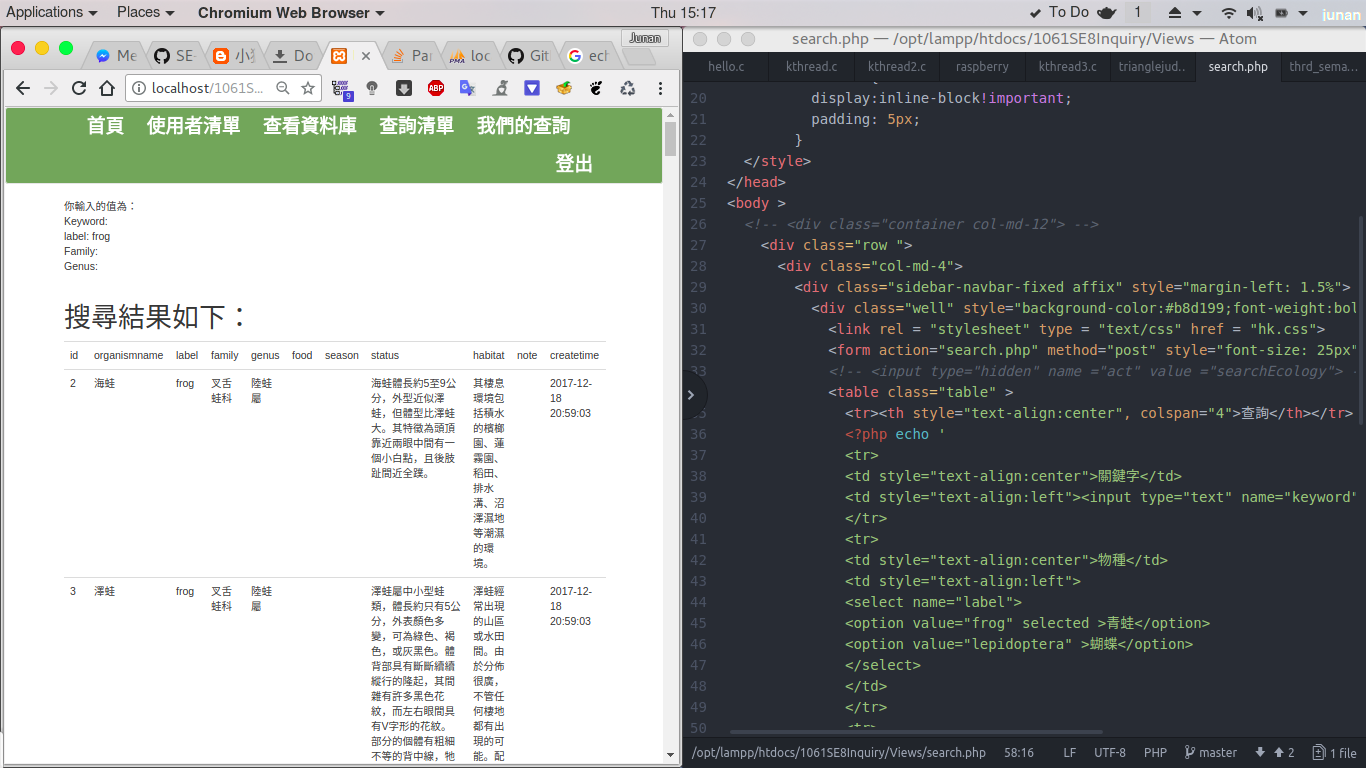 Applications Places Chromium Web Browser Thu 15:17 To Do 1 junan
Junan
Me SE- 小 Do Pa loc Git ech
localhost/1061S... 9 ABP
首頁 使用者清單 查看資料庫 查詢清單 我們的查詢
登出
你輸入的值為：
Keyword:
label: frog
Family:
Genus:
搜尋結果如下：
id organismname label family genus food season status habitat note createtime
2 海蛙 frog 叉舌 陸蛙 海蛙體長約5至9公 其棲息 2017-12-
蛙科 屬 分，外型近似澤 環境包 18
蛙，但體型比澤蛙 括積水 20:59:03
大。其特徵為頭頂 的檳榔
靠近兩眼中間有一 園、蓮
個小白點，且後肢 霧園、
趾間近全蹼。 稻田、
排水
溝、沼
澤濕地
等潮濕
的環
境。
3 澤蛙 frog 叉舌 陸蛙 澤蛙屬中小型蛙 澤蛙經 2017-12-
蛙科 屬 類，體長約只有5公 常出現 18
分，外表顏色多 的山區 20:59:03
變，可為綠色、褐 或水田
色，或灰黑色。體 間。由
背部具有斷斷續續 於分佈
縱行的隆起，其間 很廣，
雜有許多黑色花 不管任
紋，而左右眼間具 何棲地
有V字形的花紋。 都有出
部分的個體有粗細 現的可
不等的背中線，牠 能。配
search.php — /opt/lampp/htdocs/1061SE8Inquiry/Views — Atom
hello.c kthread.c kthread2.c raspberry kthread3.c trianglejud.. search.php thrd_sema...
20 display:inline-block!important;
21 padding: 5px;
22 }
23 </style>
24 </head>
25 <body >
26 <!-- <div class="container col-md-12"> -->
27 <div class="row ">
28 <div class="col-md-4">
29 <div class="sidebar-navbar-fixed affix" style="margin-left: 1.5%">
30 <div class="well" style="background-color:#b8d199;font-weight:bol
31 <link rel = "stylesheet" type = "text/css" href = "hk.css">
32 <form action="search.php" method="post" style="font-size: 25px"
33 <!-- <input type="hidden" name ="act" value ="searchEcology"> -
<table class="table" >
35 <tr><th style="text-align:center", colspan="4">查詢</th></tr>
36 <?php echo '
37 <tr>
38 <td style="text-align:center">關鍵字</td>
39 <td style="text-align:left"><input type="text" name="keyword"
40 </tr>
41 <tr>
42 <td style="text-align:center">物種</td>
43 <td style="text-align:left">
44 <select name="label">
45 <option value="frog" selected >青蛙</option>
46 <option value="lepidoptera" >蝴蝶</option>
47 </select>
48 </td>
49 </tr>
50 <tr>
/opt/lampp/htdocs/1061SE8Inquiry/Views/search.php 58:16 LF UTF-8 PHP master 2 1 file